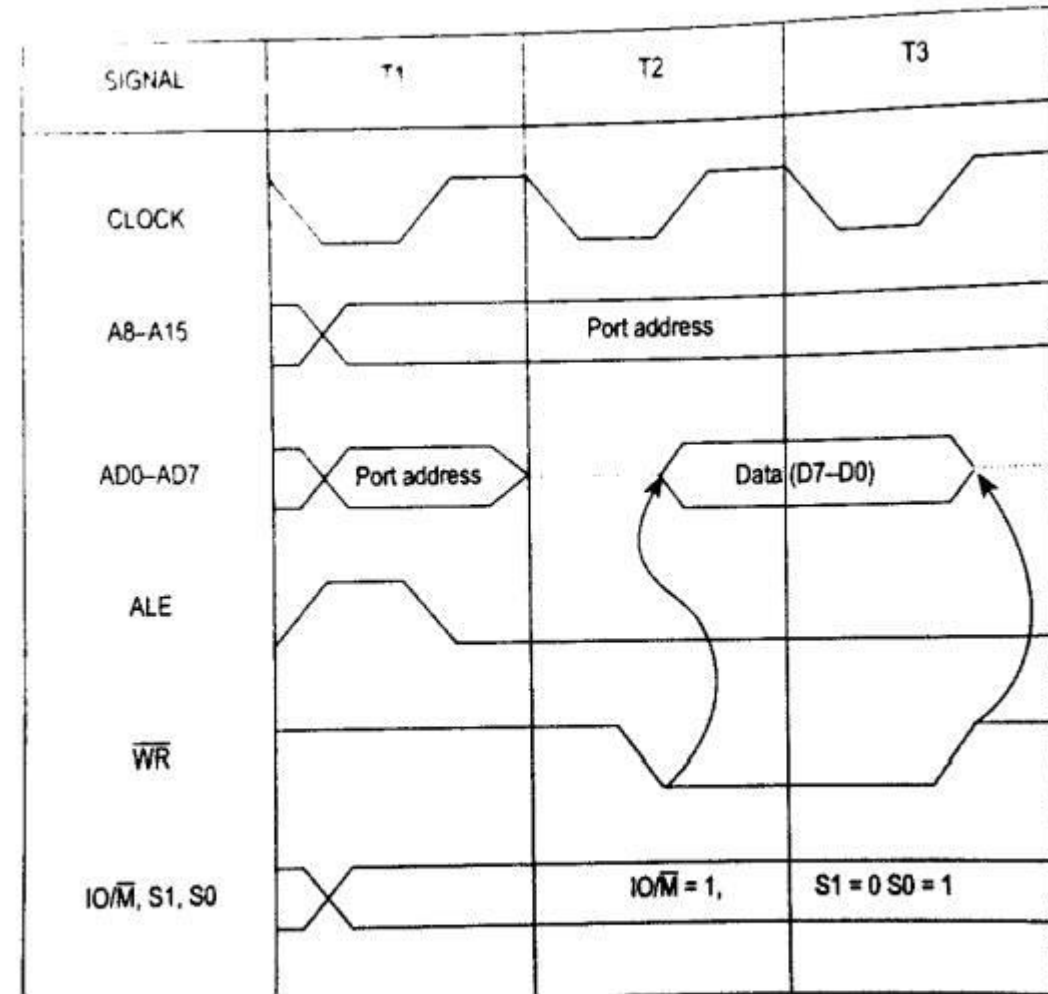 SIGNAL T1 T2 T3
CLOCK
A8–A15 Port address
AD0–AD7 Port address Data (D7–D0)
ALE
W̅R̅
IO/M̅, S1, S0 IO/M̅ = 1, S1 = 0 S0 = 1